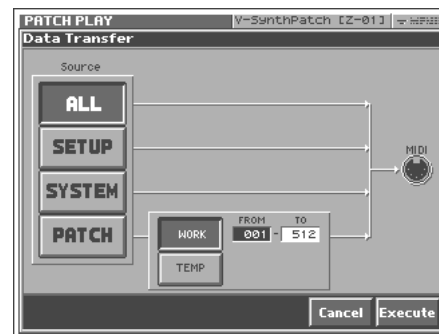 PATCH PLAY
V-SynthPatch [Z-01]
Data Transfer
Source
ALL
SETUP
SYSTEM
PATCH
MIDI
FROM TO
WORK 001 - 512
TEMP
Cancel Execute